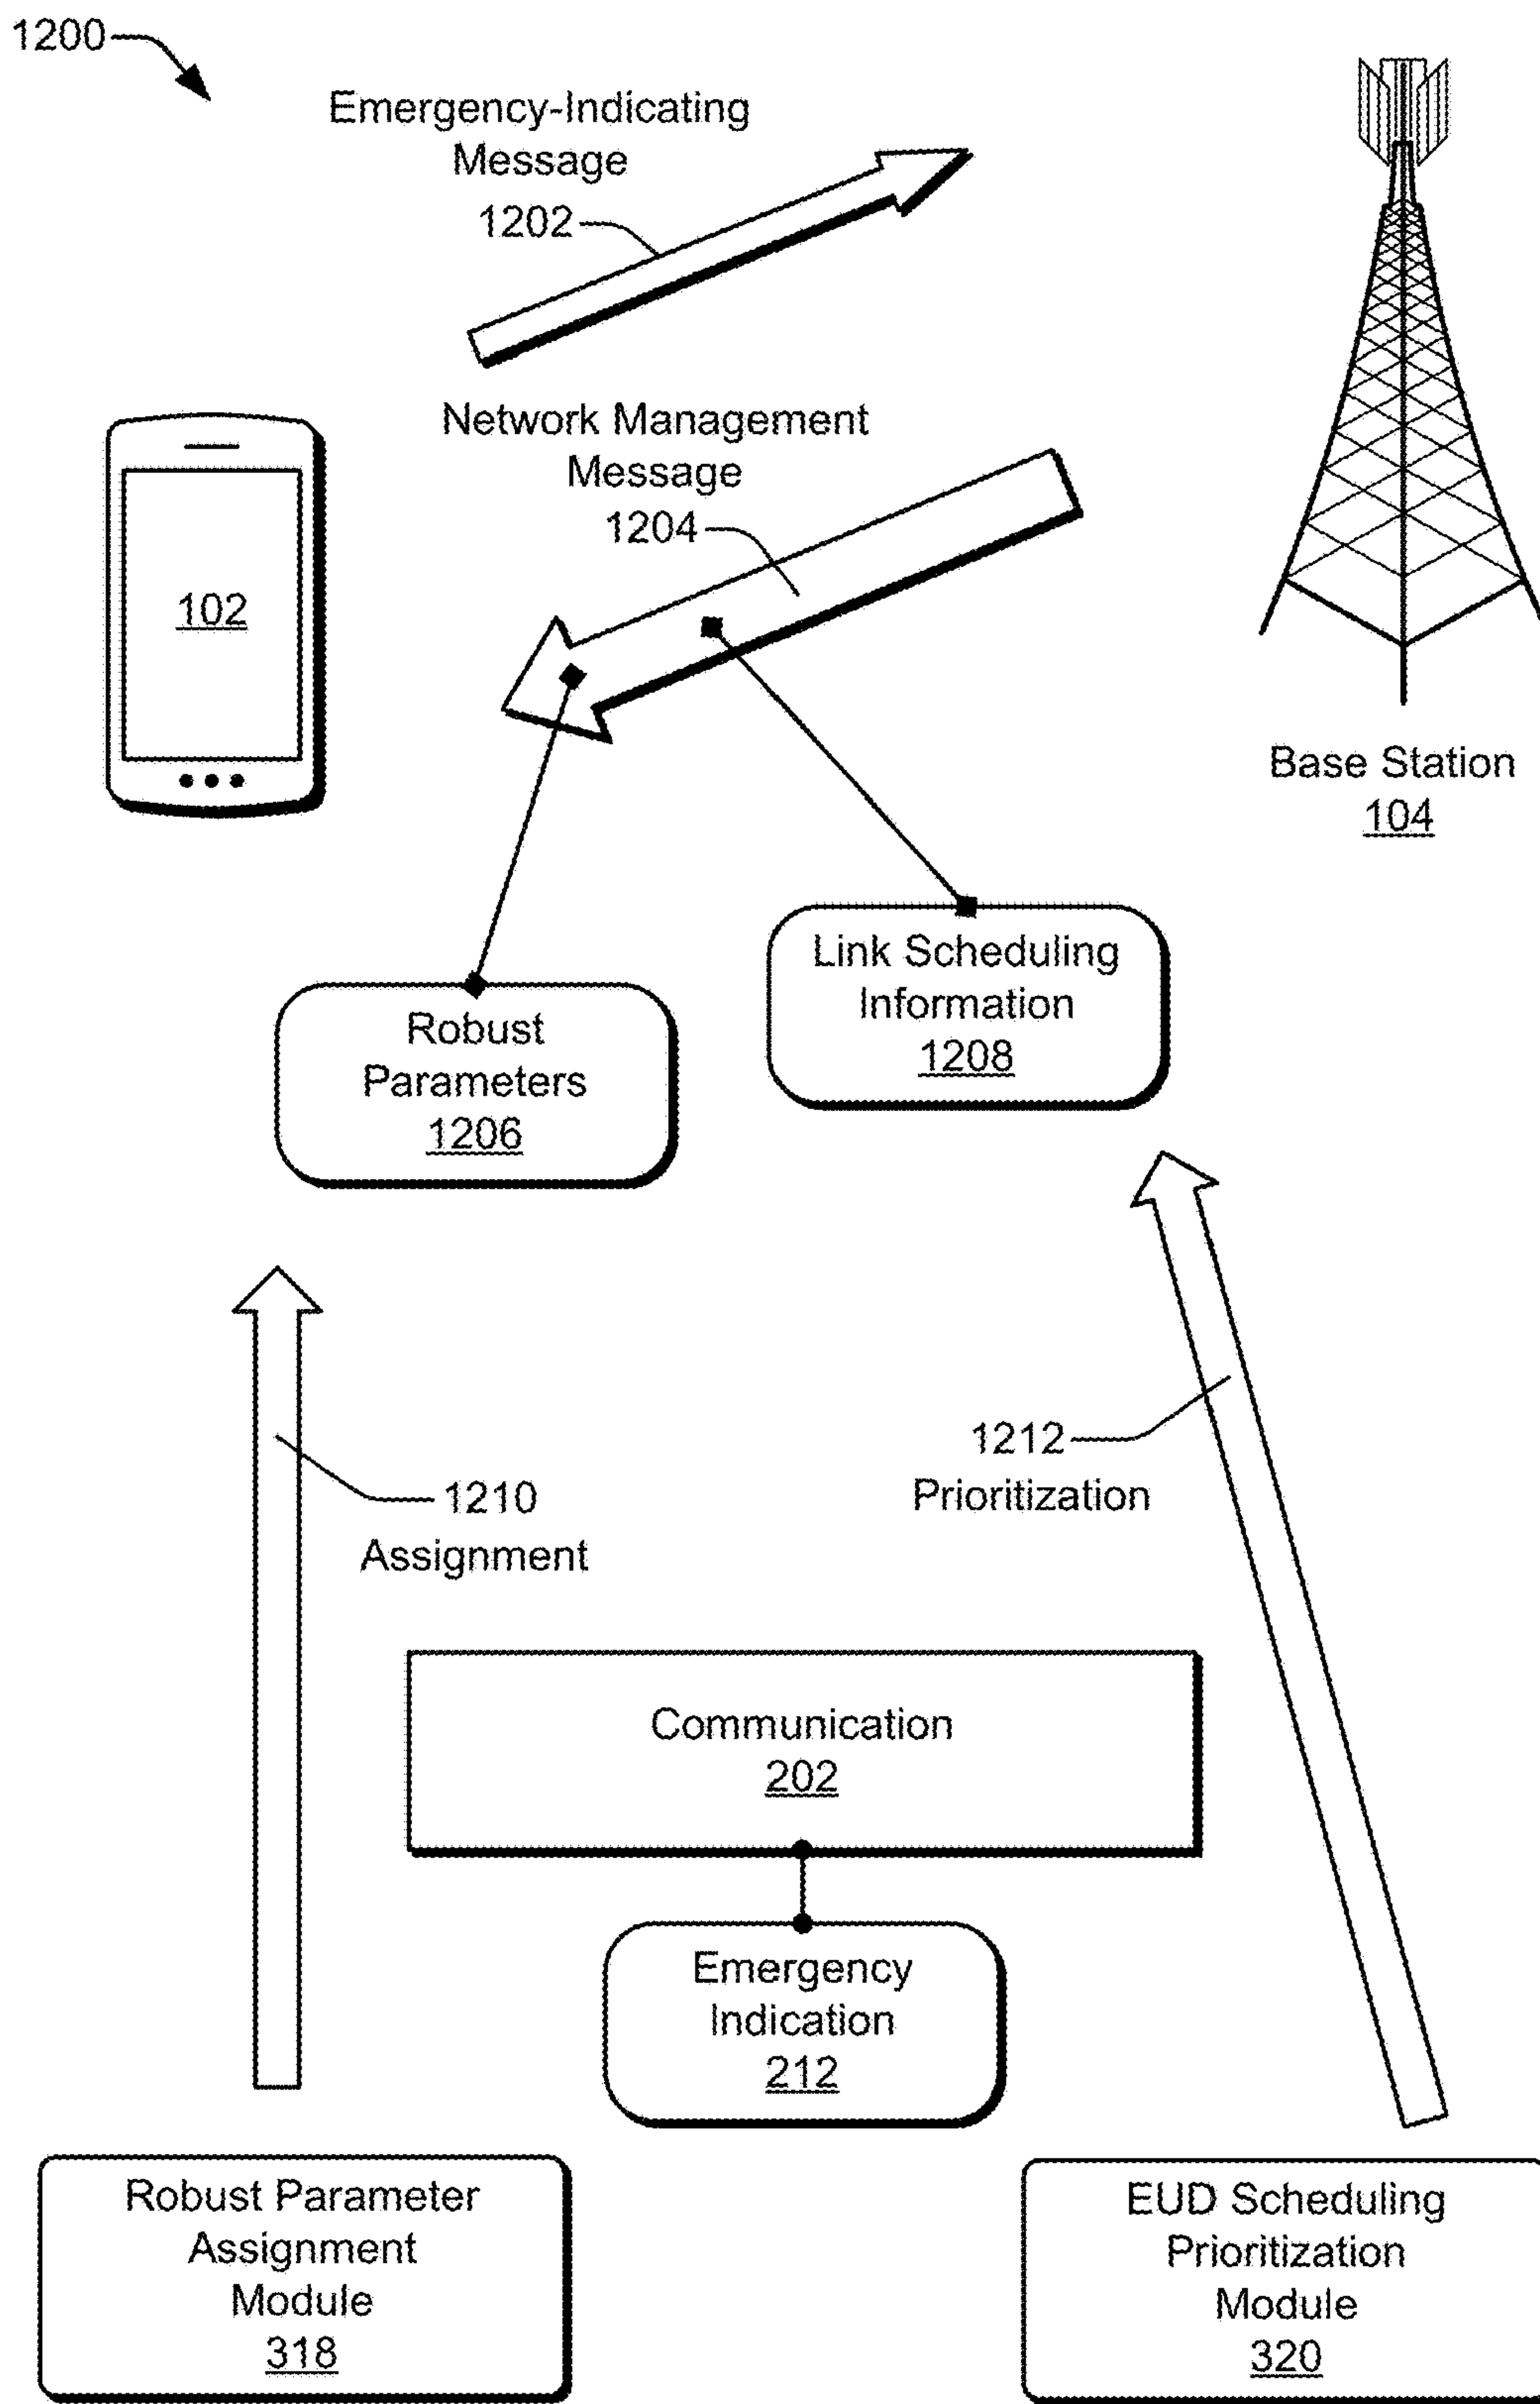 1200
Emergency-Indicating
Message
1202
Network Management
Message
1204
102
Base Station
104
Link Scheduling
Information
1208
Robust
Parameters
1206
1212
Prioritization
1210
Assignment
Communication
202
Emergency
Indication
212
Robust Parameter
Assignment
Module
318
EUD Scheduling
Prioritization
Module
320